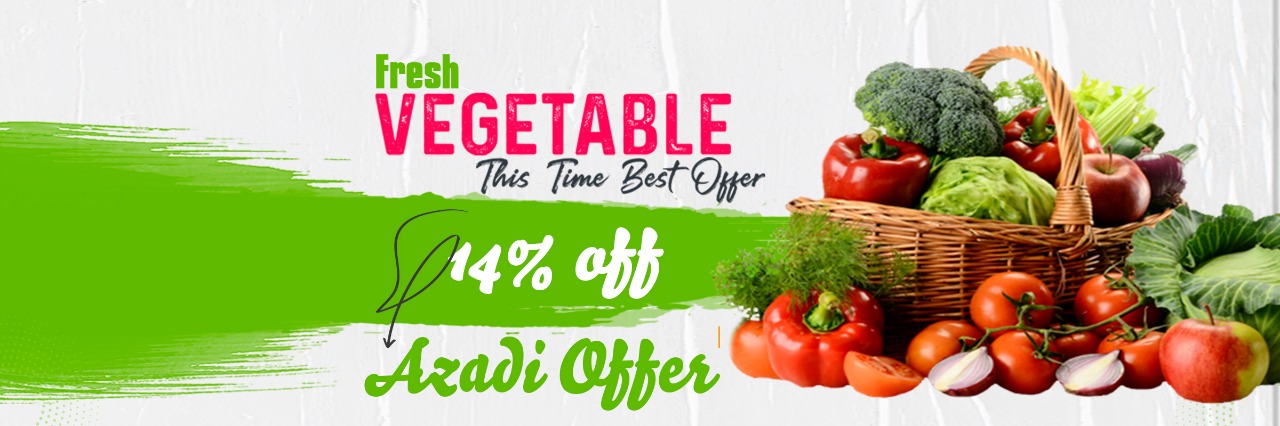 Fresh
VEGETABLE
This Time Best Offer
14% off
Azadi Offer